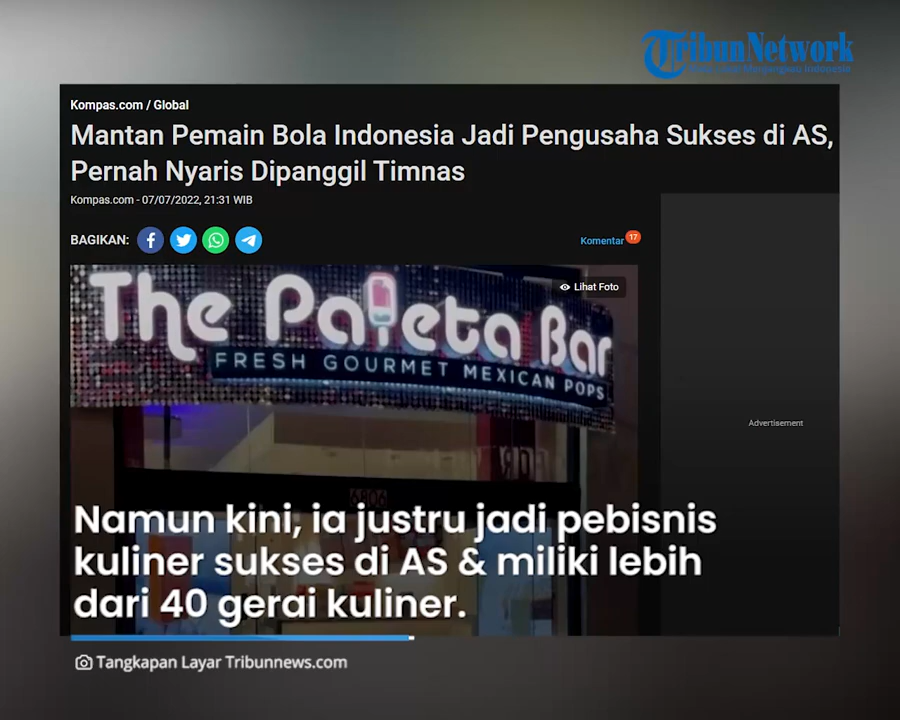 TribunNetwork
Kompas.com / Global
Mantan Pemain Bola Indonesia Jadi Pengusaha Sukses di AS,
Pernah Nyaris Dipanggil Timnas
Kompas.com - 07/07/2022, 21:31 WIB
BAGIKAN:
Komentar 17
Lihat Foto
The Paleta Bar
FRESH GOURMET MEXICAN POPS
Advertisement
6806
Namun kini, ia justru jadi pebisnis
kuliner sukses di AS & miliki lebih
dari 40 gerai kuliner.
Tangkapan Layar Tribunnews.com